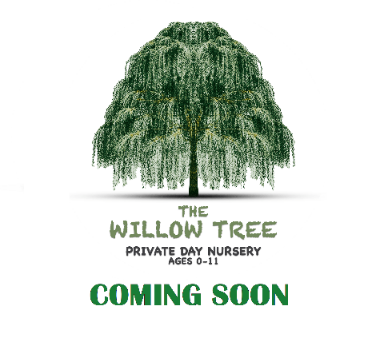 THE
WILLOW TREE
PRIVATE DAY NURSERY
AGES 0-11
COMING SOON